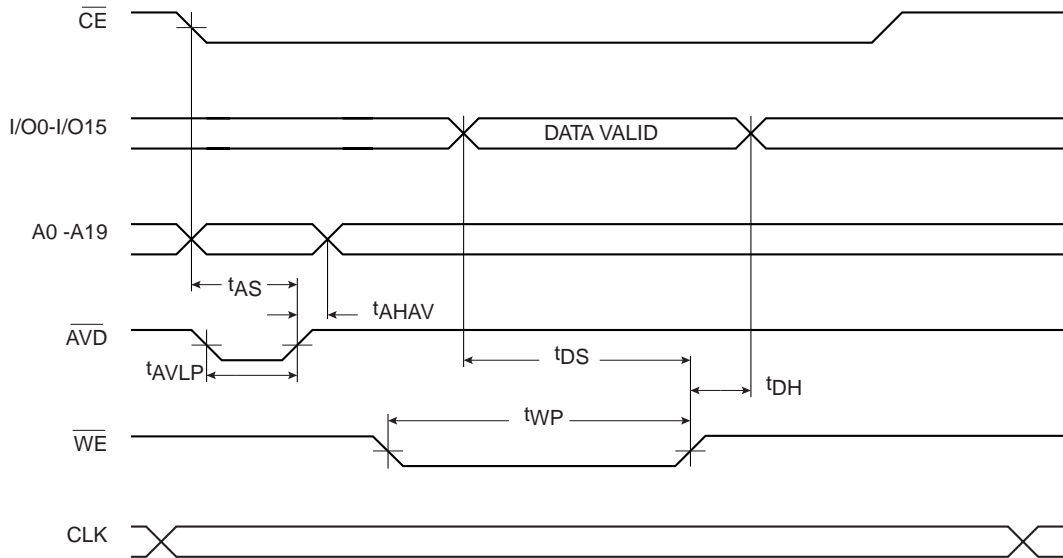 CE
I/O0-I/O15
DATA VALID
A0 -A19
tAS
tAHAV
AVD
tAVLP
tDS
tDH
tWP
WE
CLK